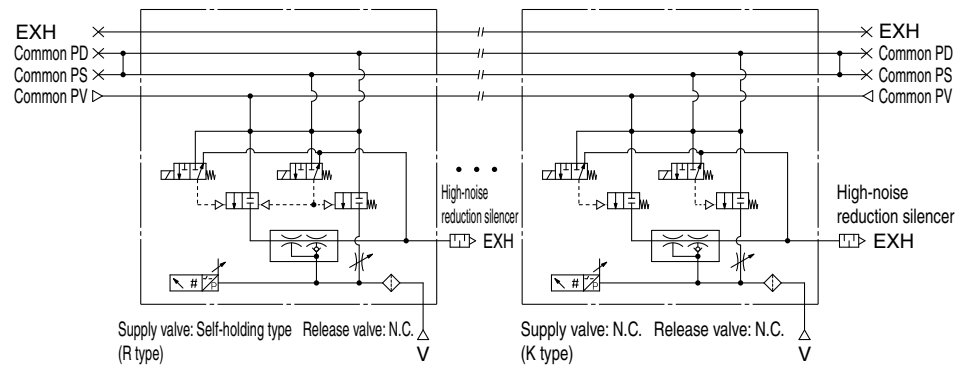 EXH
Common PD
Common PS
Common PV
EXH
Common PD
Common PS
Common PV
High-noise
reduction silencer
EXH
High-noise
reduction silencer
EXH
#
P
#
P
Supply valve: Self-holding type Release valve: N.C.
(R type)
V
Supply valve: N.C. Release valve: N.C.
(K type)
V